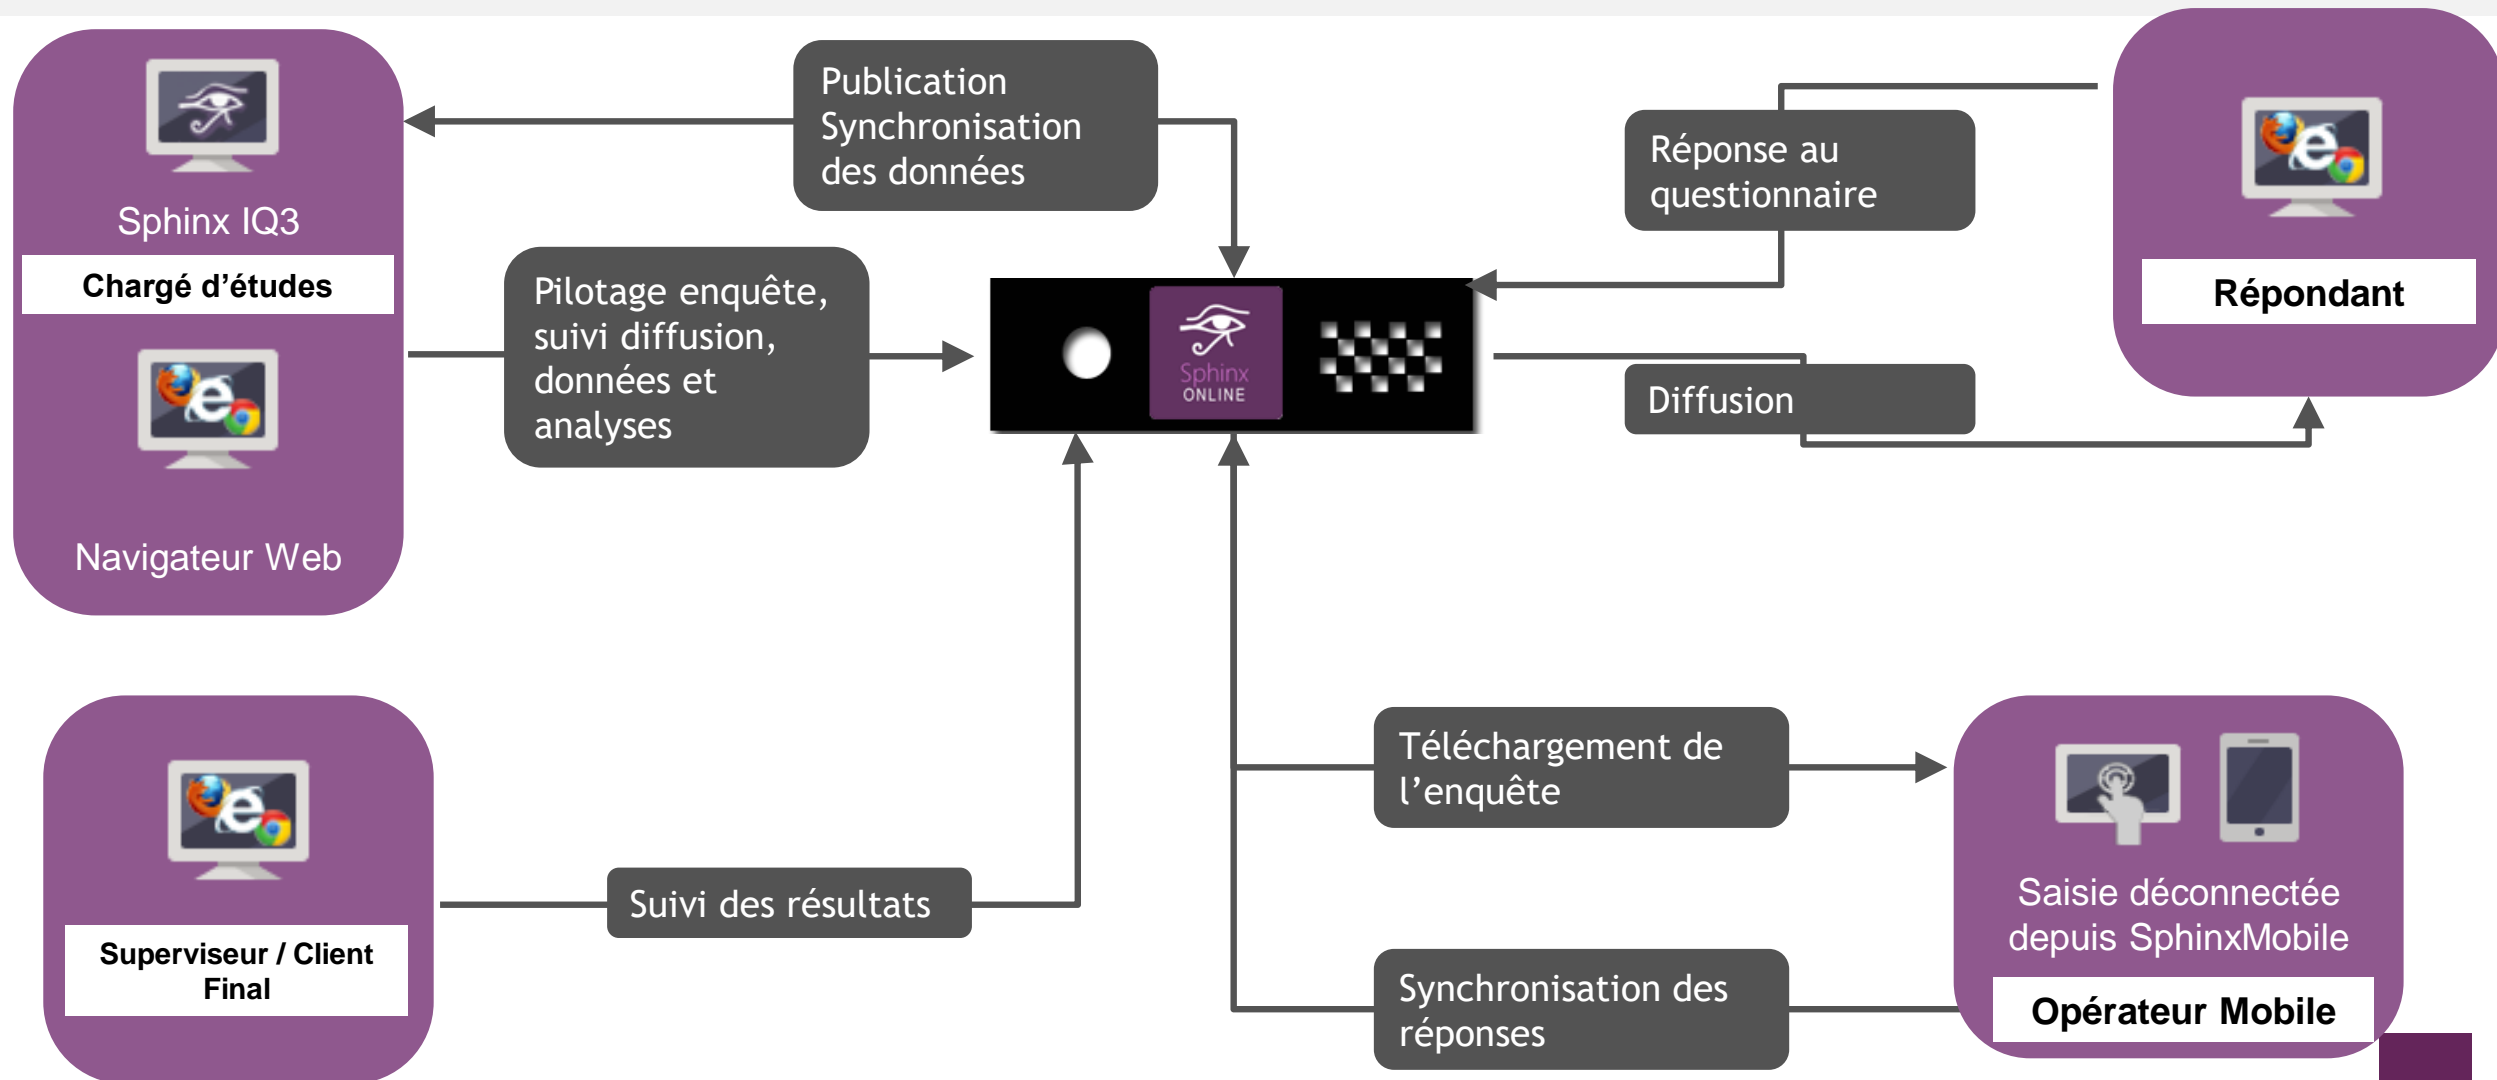 Publication
Synchronisation
des données
Réponse au
questionnaire
Sphinx IQ3
Chargé d’études
Navigateur Web
Pilotage enquête,
suivi diffusion,
données et
analyses
Sphinx
ONLINE
Diffusion
Répondant
Superviseur / Client
Final
Suivi des résultats
Téléchargement de
l’enquête
Synchronisation des
réponses
Saisie déconnectée
depuis SphinxMobile
Opérateur Mobile